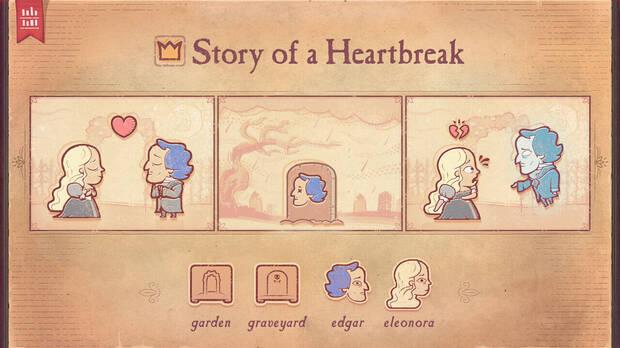 Story of a Heartbreak
garden
graveyard
edgar
eleonora